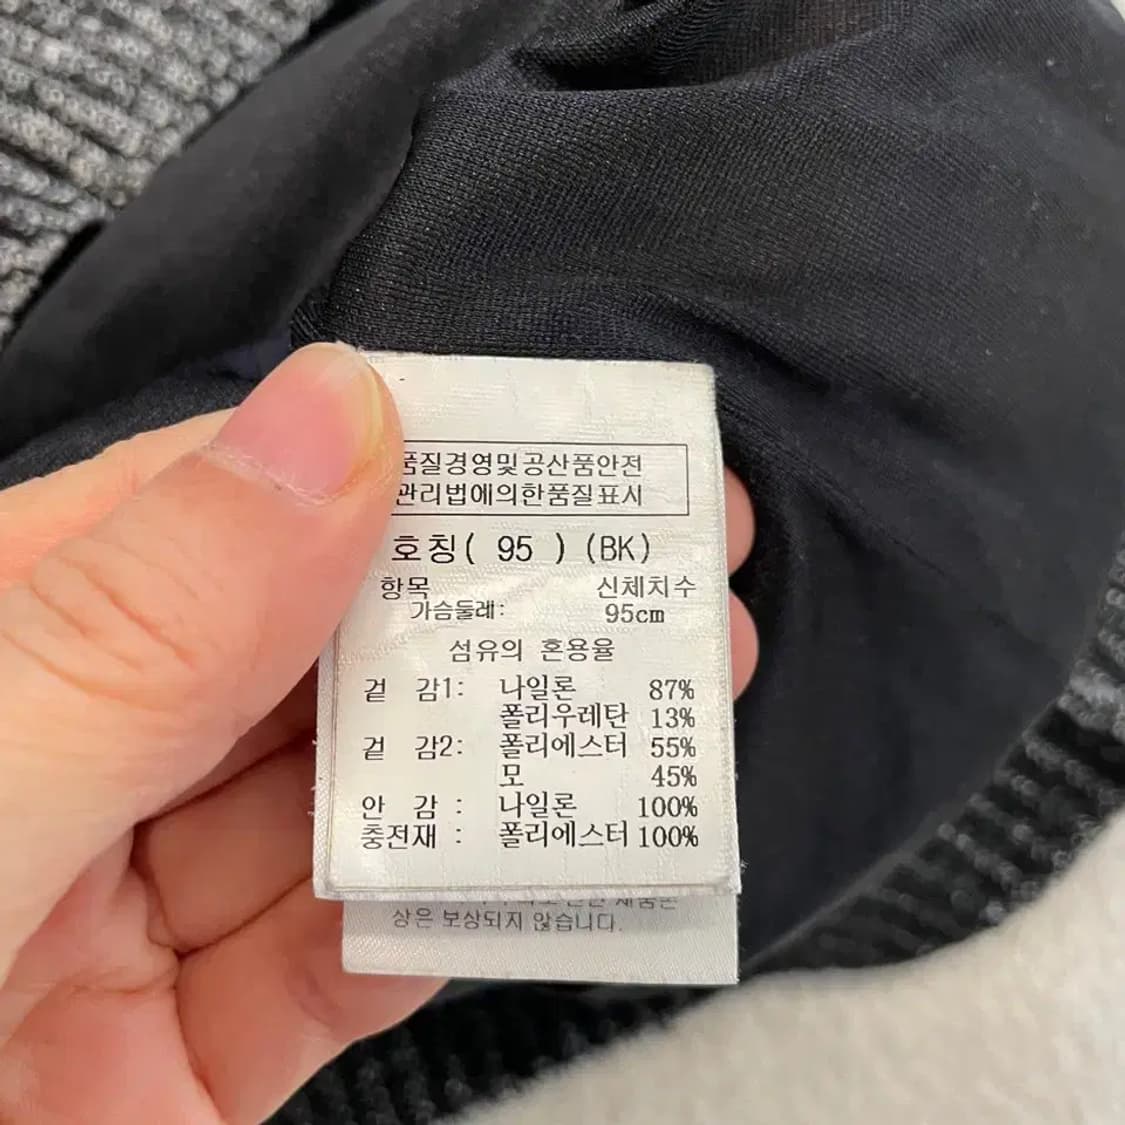 품질경영및공산품안전
관리법에의한품질표시
호칭( 95 ) (BK)
항목 신체치수
가슴둘레: 95cm
섬유의 혼용율
겉 감1: 나일론 87%
폴리우레탄 13%
겉 감2: 폴리에스터 55%
모 45%
안 감 : 나일론 100%
충전재 : 폴리에스터 100%
상은 보상되지 않습니다.